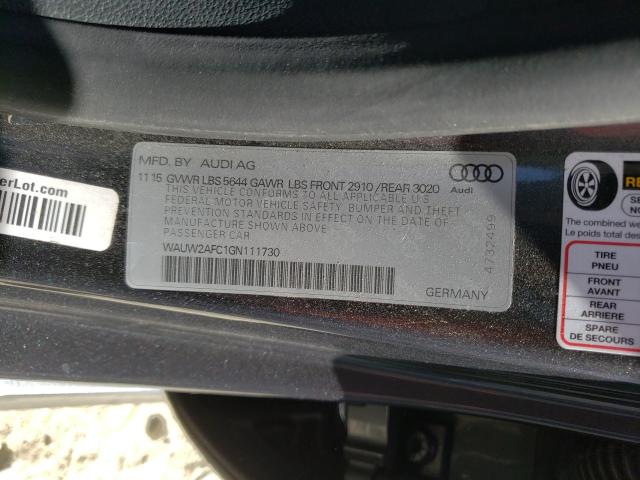 MFD. BY AUDI AG
11 15 GVWR LBS 5644 GAWR LBS FRONT 2910 /REAR 3020
THIS VEHICLE CONFORMS TO ALL APPLICABLE U S
FEDERAL MOTOR VEHICLE SAFETY, BUMPER AND THEFT
PREVENTION STANDARDS IN EFFECT ON THE DATE OF
MANUFACTURE SHOWN ABOVE
PASSENGER CAR
WAUW2AFC1GN111730
GERMANY
Audi
4732499
erLot.com
The combined we
Le poids total de
TIRE
PNEU
FRONT
AVANT
REAR
ARRIERE
SPARE
DE SECOURS